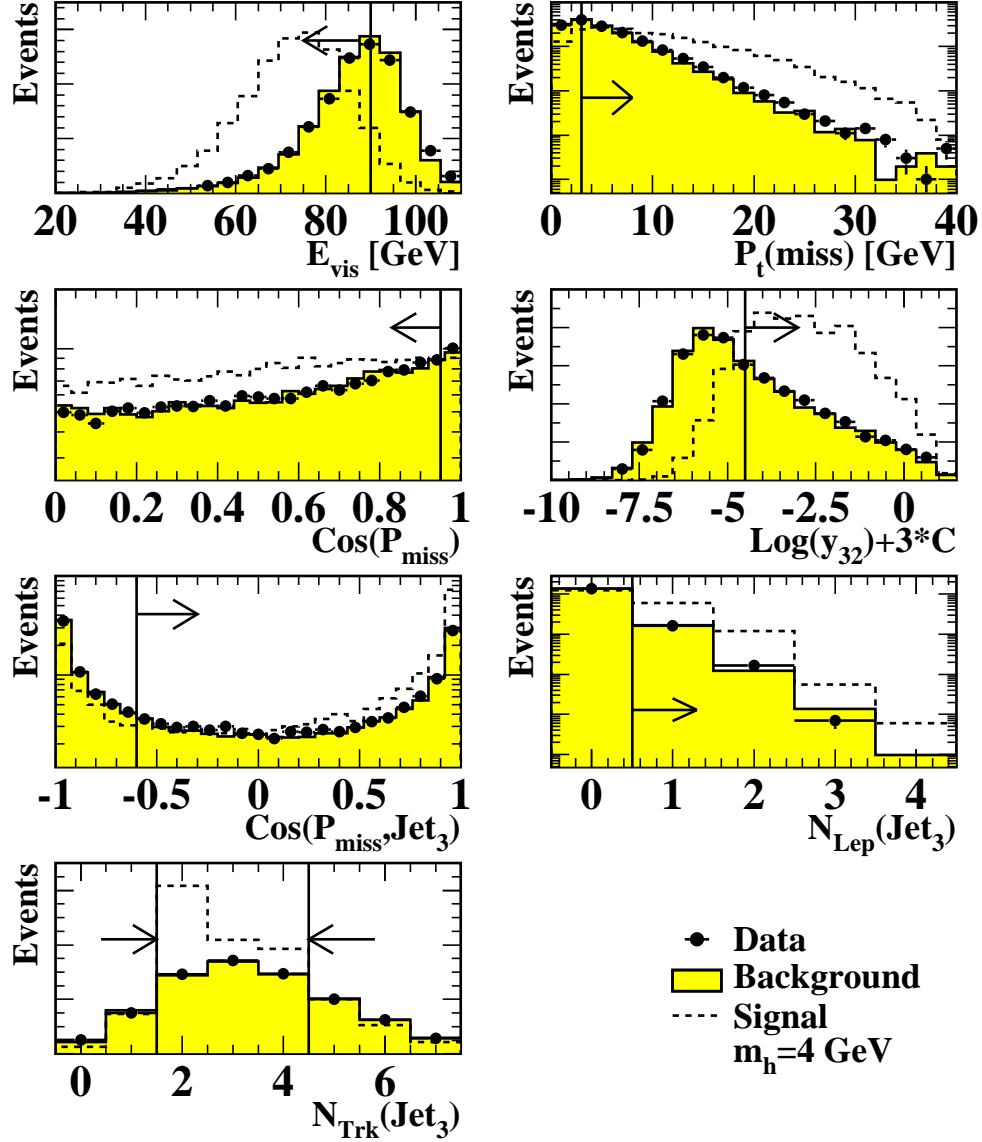 Events
20 40 60 80 100
E_vis [GeV]
Events
0 10 20 30 40
P_t(miss) [GeV]
Events
0 0.2 0.4 0.6 0.8 1
Cos(P_miss)
Events
-10 -7.5 -5 -2.5 0
Log(y_32)+3*C
Events
-1 -0.5 0 0.5 1
Cos(P_miss,Jet_3)
Events
0 1 2 3 4
N_Lep(Jet_3)
Events
0 2 4 6
N_Trk(Jet_3)
Data
Background
Signal
m_h=4 GeV